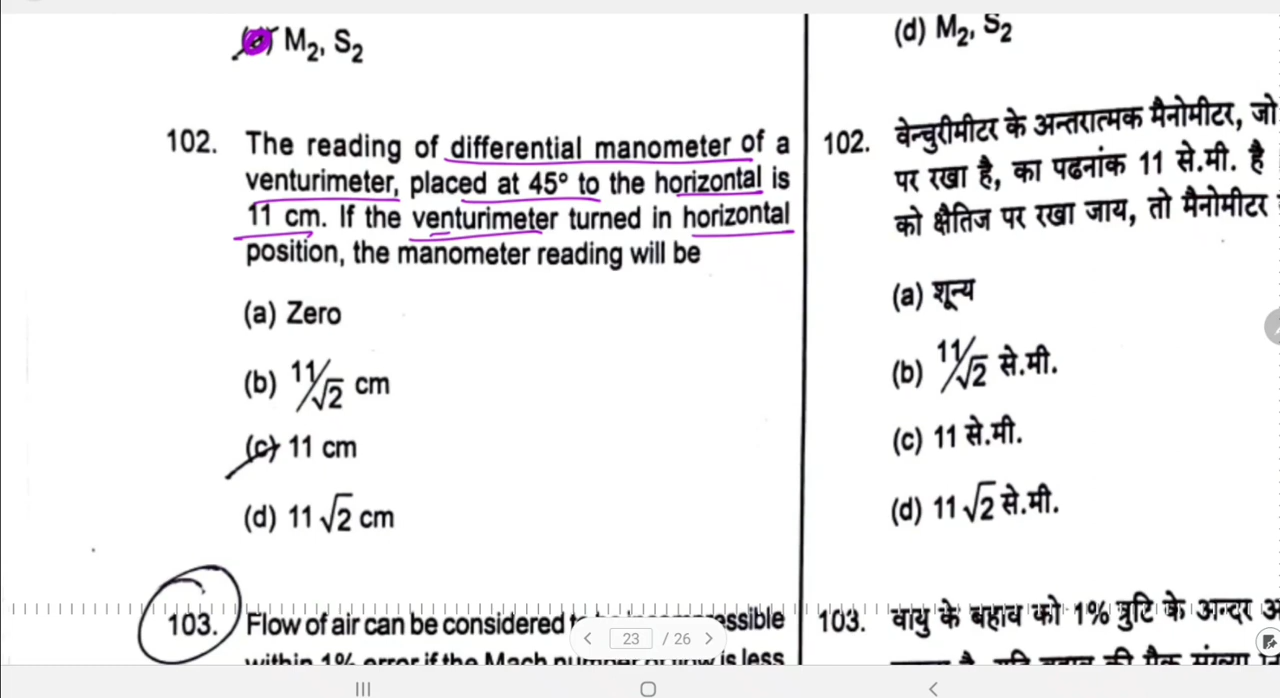 M₂, S₂
102. The reading of differential manometer of a
venturimeter, placed at 45° to the horizontal is
11 cm. If the venturimeter turned in horizontal
position, the manometer reading will be
(a) Zero
(b) 11/√2 cm
(c) 11 cm
(d) 11 √2 cm
103. Flow of air can be considered
within 1% error if the Mach number of flow is less
(d) M₂, S₂
102. वेन्चुरीमीटर के अन्तरात्मक मैनोमीटर, जो
पर रखा है, का पढनांक 11 से.मी. है
को क्षैतिज पर रखा जाय, तो मैनोमीटर
(a) शून्य
(b) 11/√2 से.मी.
(c) 11 से.मी.
(d) 11 √2 से.मी.
103. वायु के बहाव को 1% त्रुटि के अन्दर
23 / 26